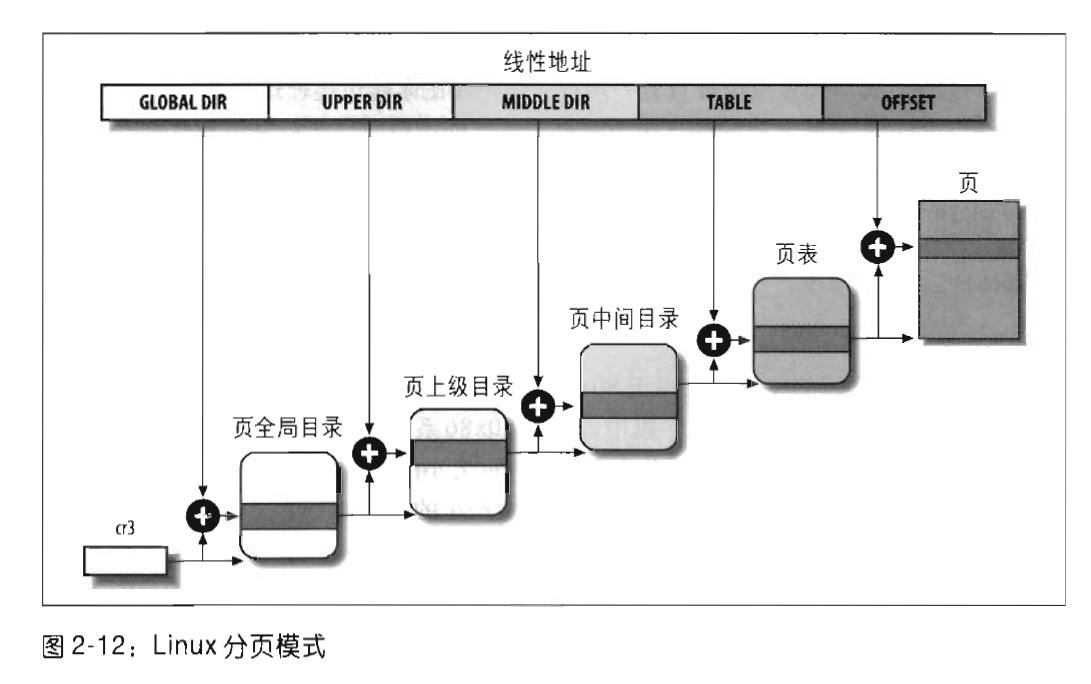 线性地址
GLOBAL DIR
UPPER DIR
MIDDLE DIR
TABLE
OFFSET
页
页表
页中间目录
页上级目录
页全局目录
cr3
图 2-12：Linux 分页模式